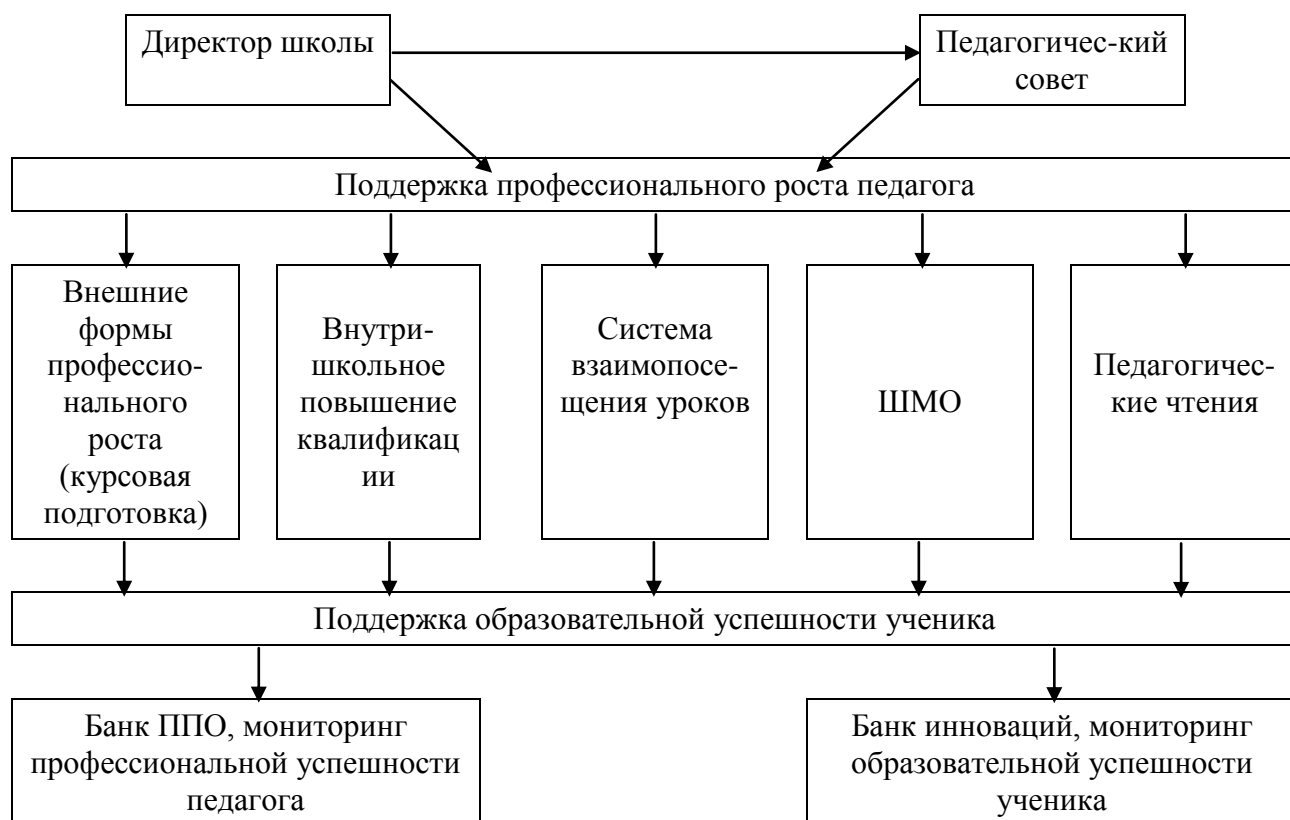 Директор школы
Педагогичес-кий
совет
Поддержка профессионального роста педагога
Внешние
формы
профессио-
нального
роста
(курсовая
подготовка)
Внутри-
школьное
повышение
квалификац
ии
Система
взаимопосе-
щения уроков
ШМО
Педагогичес-
кие чтения
Поддержка образовательной успешности ученика
Банк ППО, мониторинг
профессиональной успешности
педагога
Банк инноваций, мониторинг
образовательной успешности
ученика